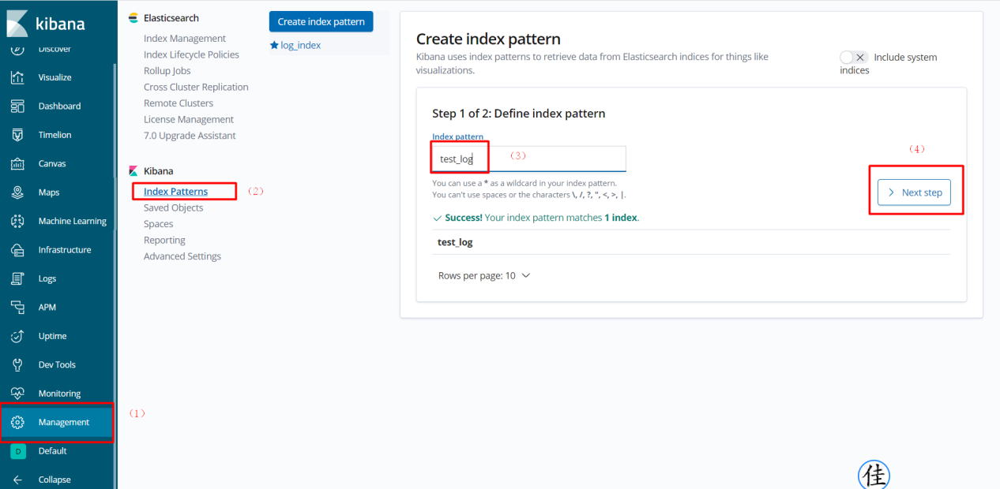 kibana
Discover
Visualize
Dashboard
Timelion
Canvas
Maps
Machine Learning
Infrastructure
Logs
APM
Uptime
Dev Tools
Monitoring
Management
(1)
D
Default
Collapse
Elasticsearch
Index Management
Index Lifecycle Policies
Rollup Jobs
Cross Cluster Replication
Remote Clusters
License Management
7.0 Upgrade Assistant
Kibana
Index Patterns
(2)
Saved Objects
Spaces
Reporting
Advanced Settings
Create index pattern
log_index
Create index pattern
Kibana uses index patterns to retrieve data from Elasticsearch indices for things like
visualizations.
Include system
indices
Step 1 of 2: Define index pattern
Index pattern
test_log
(3)
You can use a * as a wildcard in your index pattern.
You can't use spaces or the characters \, /, ?, ", <, >, |.
(4)
Next step
Success! Your index pattern matches 1 index.
test_log
Rows per page: 10
佳